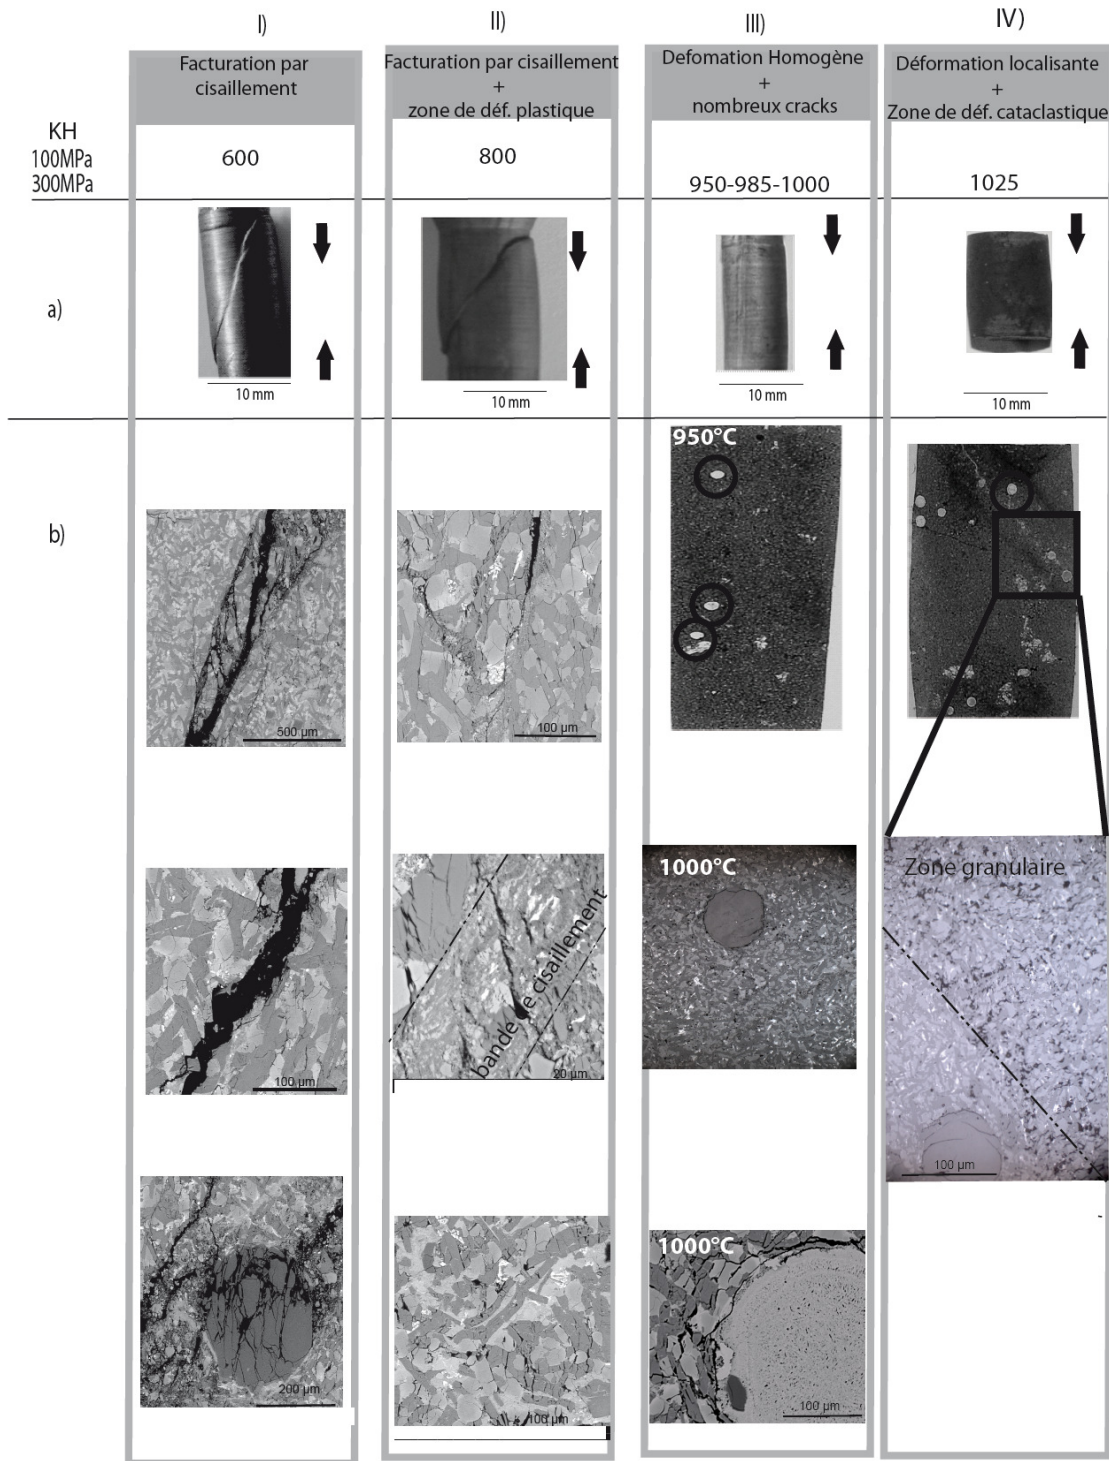 I)
II)
III)
IV)
Facturation par
cisaillement
Facturation par cisaillement
+
zone de déf. plastique
Defomation Homogène
+
nombreux cracks
Déformation localisante
+
Zone de déf. cataclastique
KH
100MPa
300MPa
600
800
950-985-1000
1025
a)
10 mm
10 mm
10 mm
10 mm
b)
950°C
500 µm
100 µm
1000°C
Zone granulaire
bande de cisaillement
100 µm
20 µm
100 µm
1000°C
200 µm
100 µm
100 µm